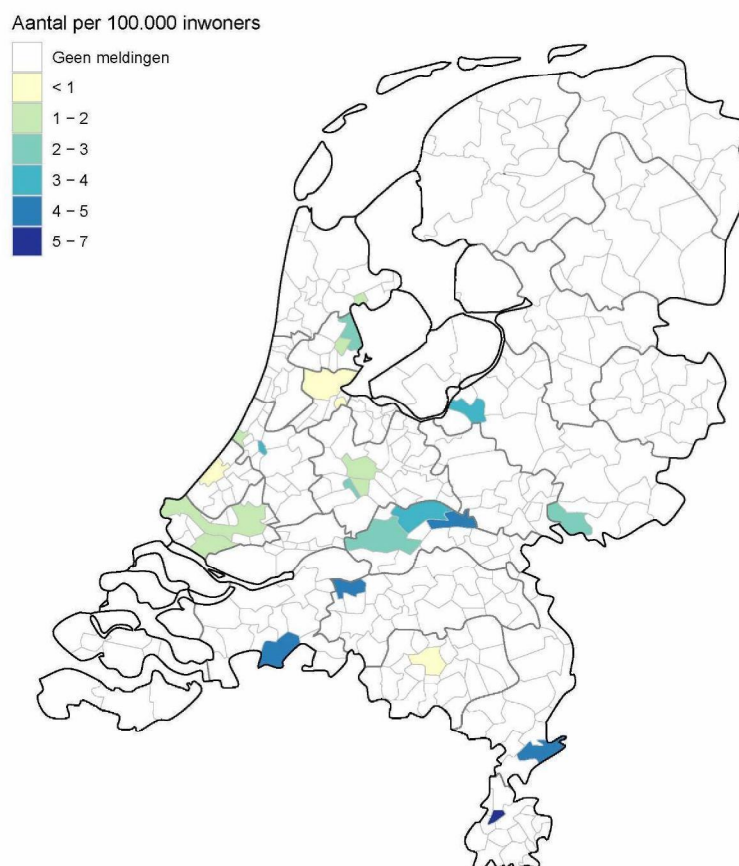 Aantal per 100.000 inwoners
Geen meldingen
< 1
1 – 2
2 – 3
3 – 4
4 – 5
5 – 7